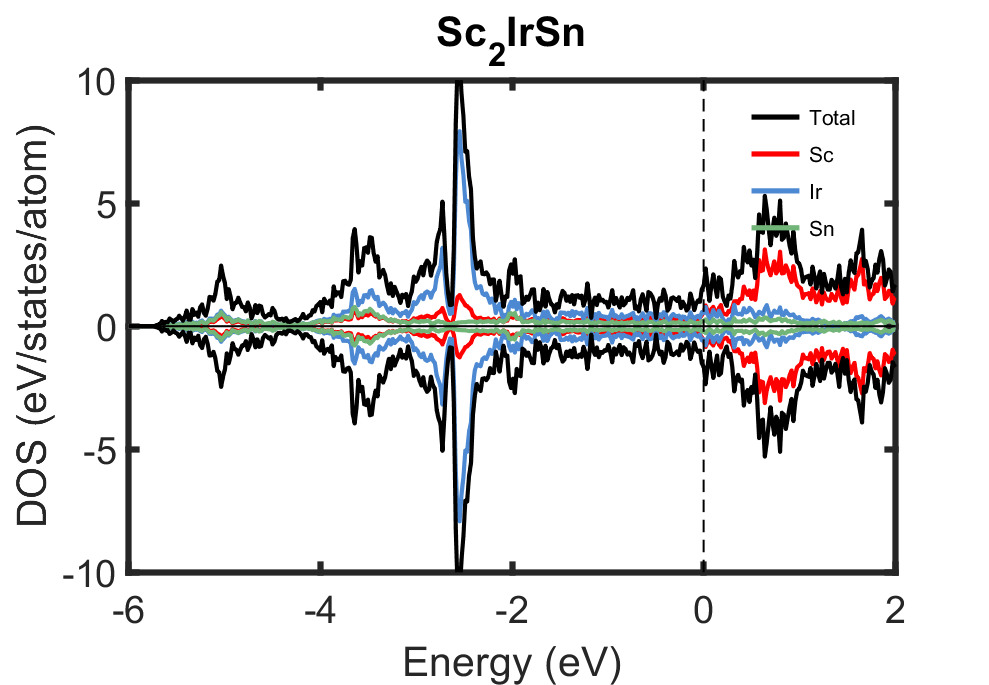 Sc2IrSn
DOS (eV/states/atom)
10
5
0
-5
-10
Total
Sc
Ir
Sn
-6
-4
-2
0
2
Energy (eV)